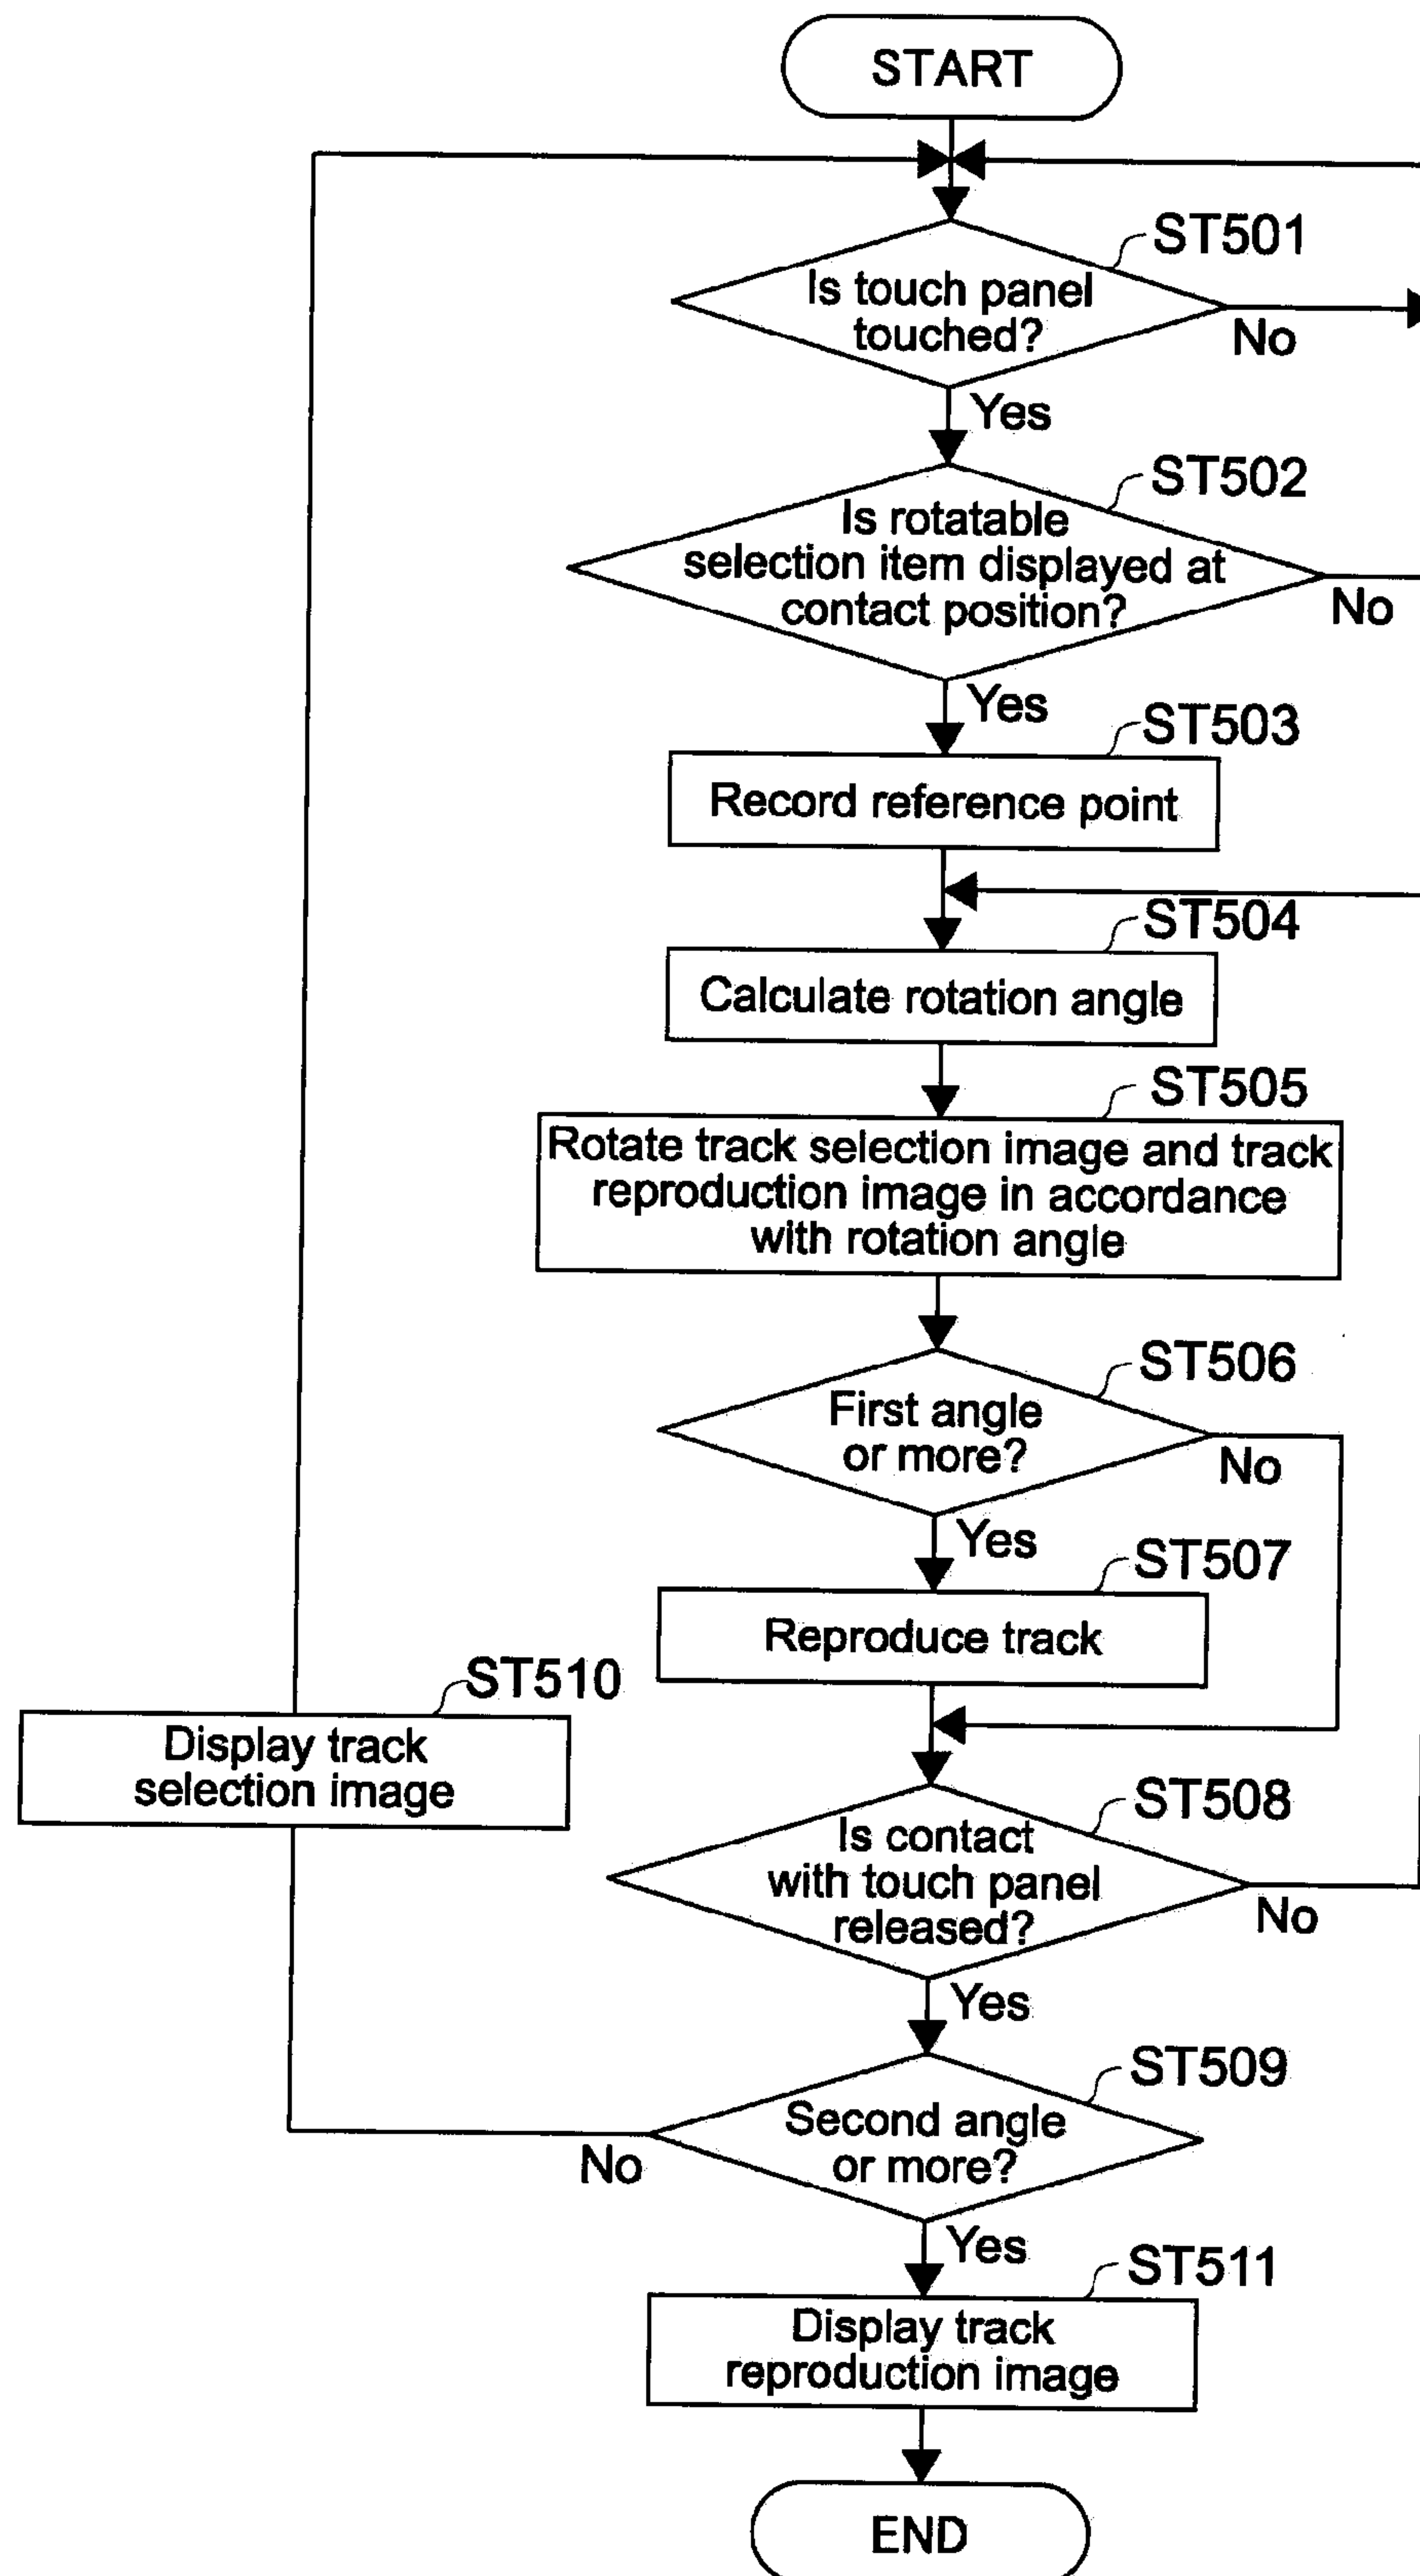 START
ST501
Is touch panel
touched?
No
Yes
ST502
Is rotatable
selection item displayed at
contact position?
No
Yes
ST503
Record reference point
ST504
Calculate rotation angle
ST505
Rotate track selection image and track
reproduction image in accordance
with rotation angle
ST506
First angle
or more?
No
Yes
ST507
Reproduce track
ST510
Display track
selection image
ST508
Is contact
with touch panel
released?
No
Yes
ST509
Second angle
or more?
No
Yes
ST511
Display track
reproduction image
END